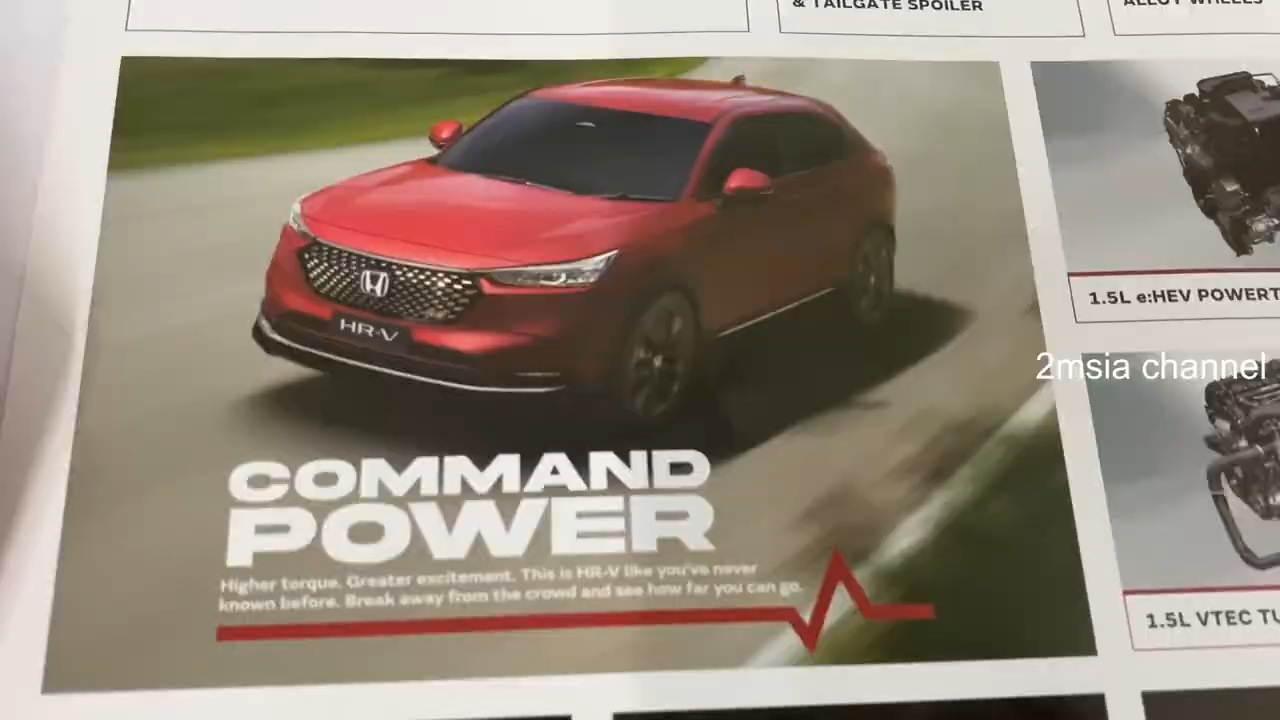 & TAILGATE SPOILER
ALLOY WHEELS
HR-V
COMMAND
POWER
Higher torque. Greater excitement. This is HR-V like you've never
known before. Break away from the crowd and see how far you can go.
1.5L e:HEV POWERT
2msia channel
1.5L VTEC TU